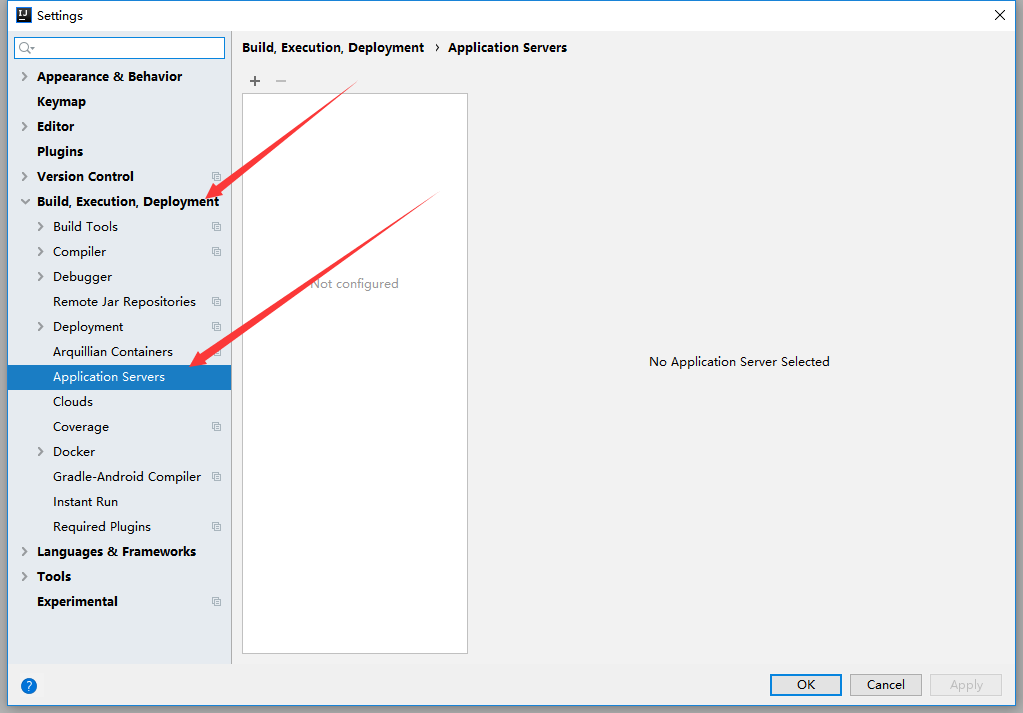 Settings
Build, Execution, Deployment › Application Servers
Appearance & Behavior
Keymap
Editor
Plugins
Version Control
Build, Execution, Deployment
Build Tools
Compiler
Debugger
Remote Jar Repositories
Deployment
Arquillian Containers
Application Servers
Clouds
Coverage
Docker
Gradle-Android Compiler
Instant Run
Required Plugins
Languages & Frameworks
Tools
Experimental
Not configured
No Application Server Selected
?
OK
Cancel
Apply